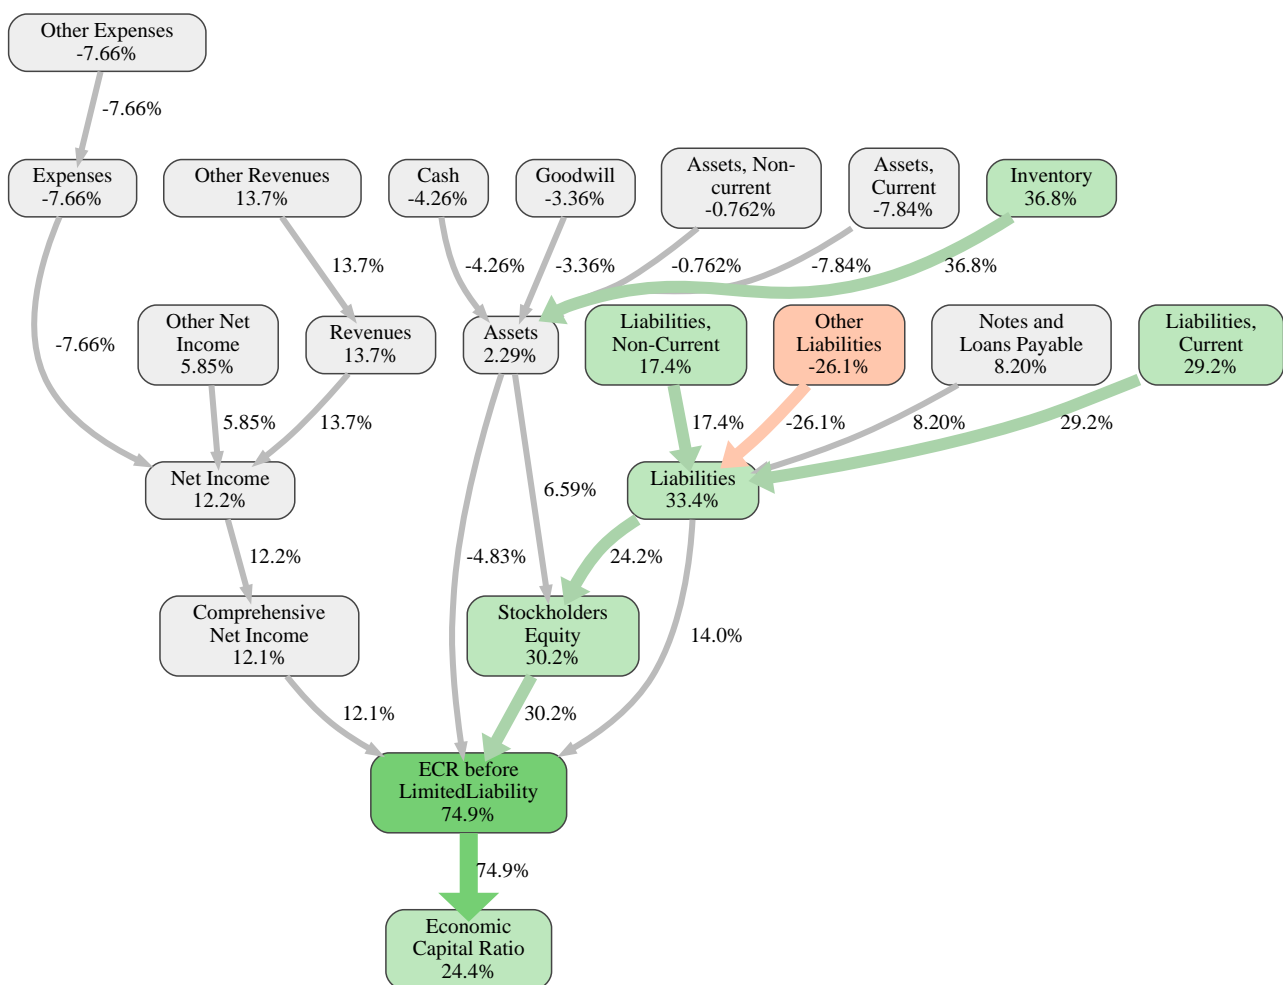 Other Expenses
-7.66%
-7.66%
Expenses
-7.66%
Other Revenues
13.7%
Cash
-4.26%
Goodwill
-3.36%
Assets, Non-
current
-0.762%
Assets,
Current
-7.84%
Inventory
36.8%
13.7%
-4.26%
-3.36%
-0.762%
-7.84%
36.8%
-7.66%
Other Net
Income
5.85%
Revenues
13.7%
Assets
2.29%
Liabilities,
Non-Current
17.4%
Other
Liabilities
-26.1%
Notes and
Loans Payable
8.20%
Liabilities,
Current
29.2%
5.85%
13.7%
17.4%
-26.1%
8.20%
29.2%
Net Income
12.2%
6.59%
Liabilities
33.4%
12.2%
-4.83%
24.2%
Comprehensive
Net Income
12.1%
Stockholders
Equity
30.2%
14.0%
12.1%
30.2%
ECR before
LimitedLiability
74.9%
74.9%
Economic
Capital Ratio
24.4%